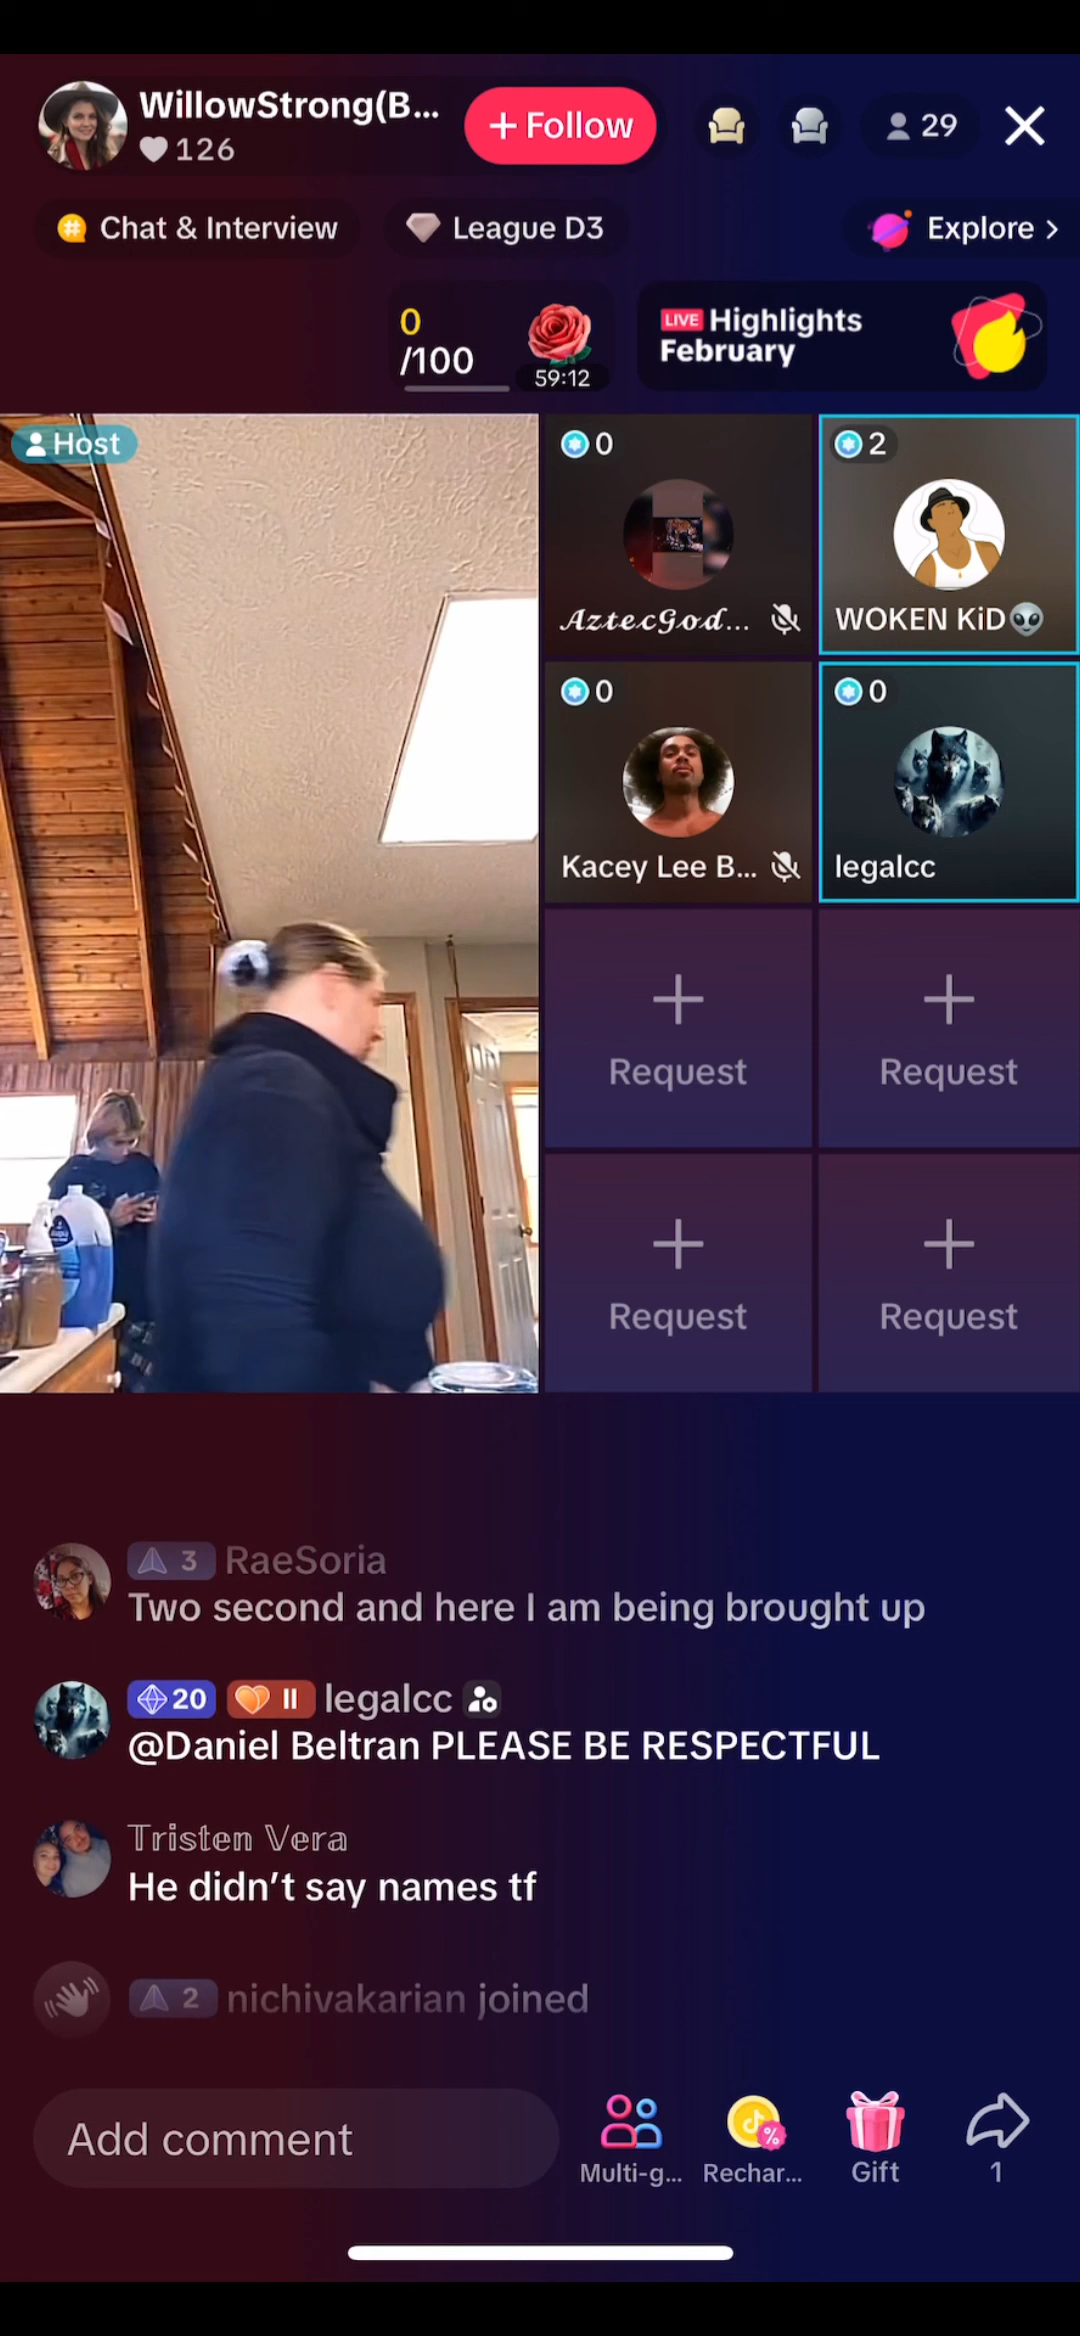 WillowStrong(B...
126
+ Follow
29
Chat & Interview
League D3
Explore >
0
/100
59:12
LIVE Highlights
February
Host
0
2
𝓐𝔃𝓽𝓮𝓬𝓖𝓸𝓭...
WOKEN KiD👽
0
0
Kacey Lee B...
legalcc
Request
Request
Request
Request
3 RaeSoria
Two second and here I am being brought up
20 II legalcc
@Daniel Beltran PLEASE BE RESPECTFUL
𝕋𝕣𝕚𝕤𝕥𝕖𝕟 𝕍𝕖𝕣𝕒
He didn't say names tf
2 nichivakarian joined
Add comment
Multi-g...
Rechar...
Gift
1